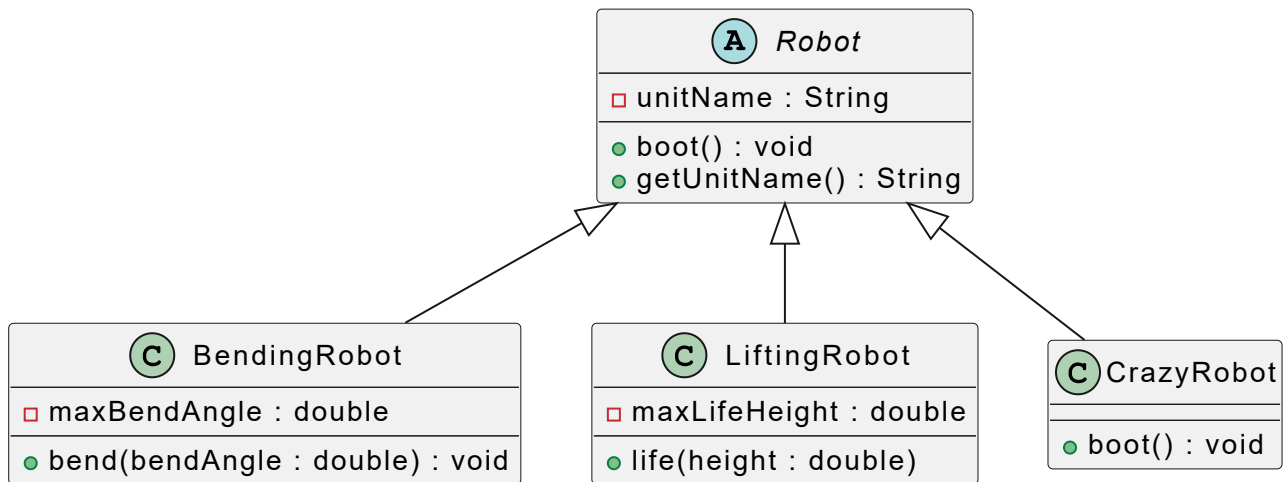 A Robot
unitName : String
boot() : void
getUnitName() : String
C BendingRobot
maxBendAngle : double
bend(bendAngle : double) : void
C LiftingRobot
maxLifeHeight : double
life(height : double)
C CrazyRobot
boot() : void